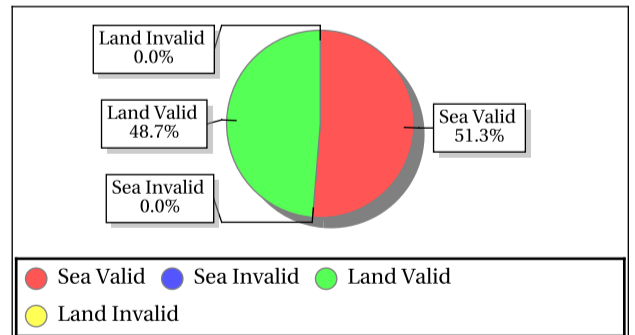 Land Invalid
0.0%
Land Valid
48.7%
Sea Valid
51.3%
Sea Invalid
0.0%
Sea Valid Sea Invalid Land Valid
Land Invalid